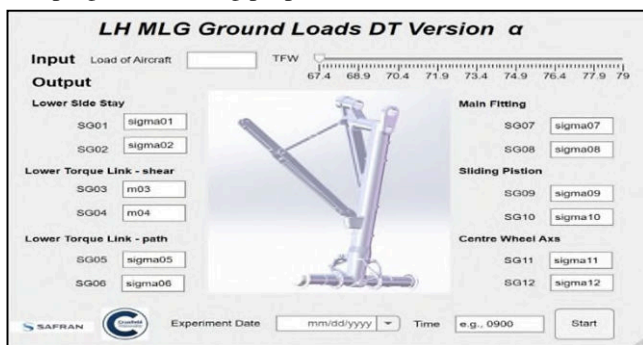 LH MLG Ground Loads DT Version α
Input Load of Aircraft TFW
67.4 68.9 70.4 71.9 73.4 74.9 76.4 77.9 79
Output
Lower Side Stay
SG01 sigma01
SG02 sigma02
Lower Torque Link - shear
SG03 m03
SG04 m04
Lower Torque Link - path
SG05 sigma05
SG06 sigma06
Main Fitting
SG07 sigma07
SG08 sigma08
Sliding Pistion
SG09 sigma09
SG10 sigma10
Centre Wheel Axs
SG11 sigma11
SG12 sigma12
SAFRAN
Cranfield
Experiment Date mm/dd/yyyy Time e.g., 0900 Start